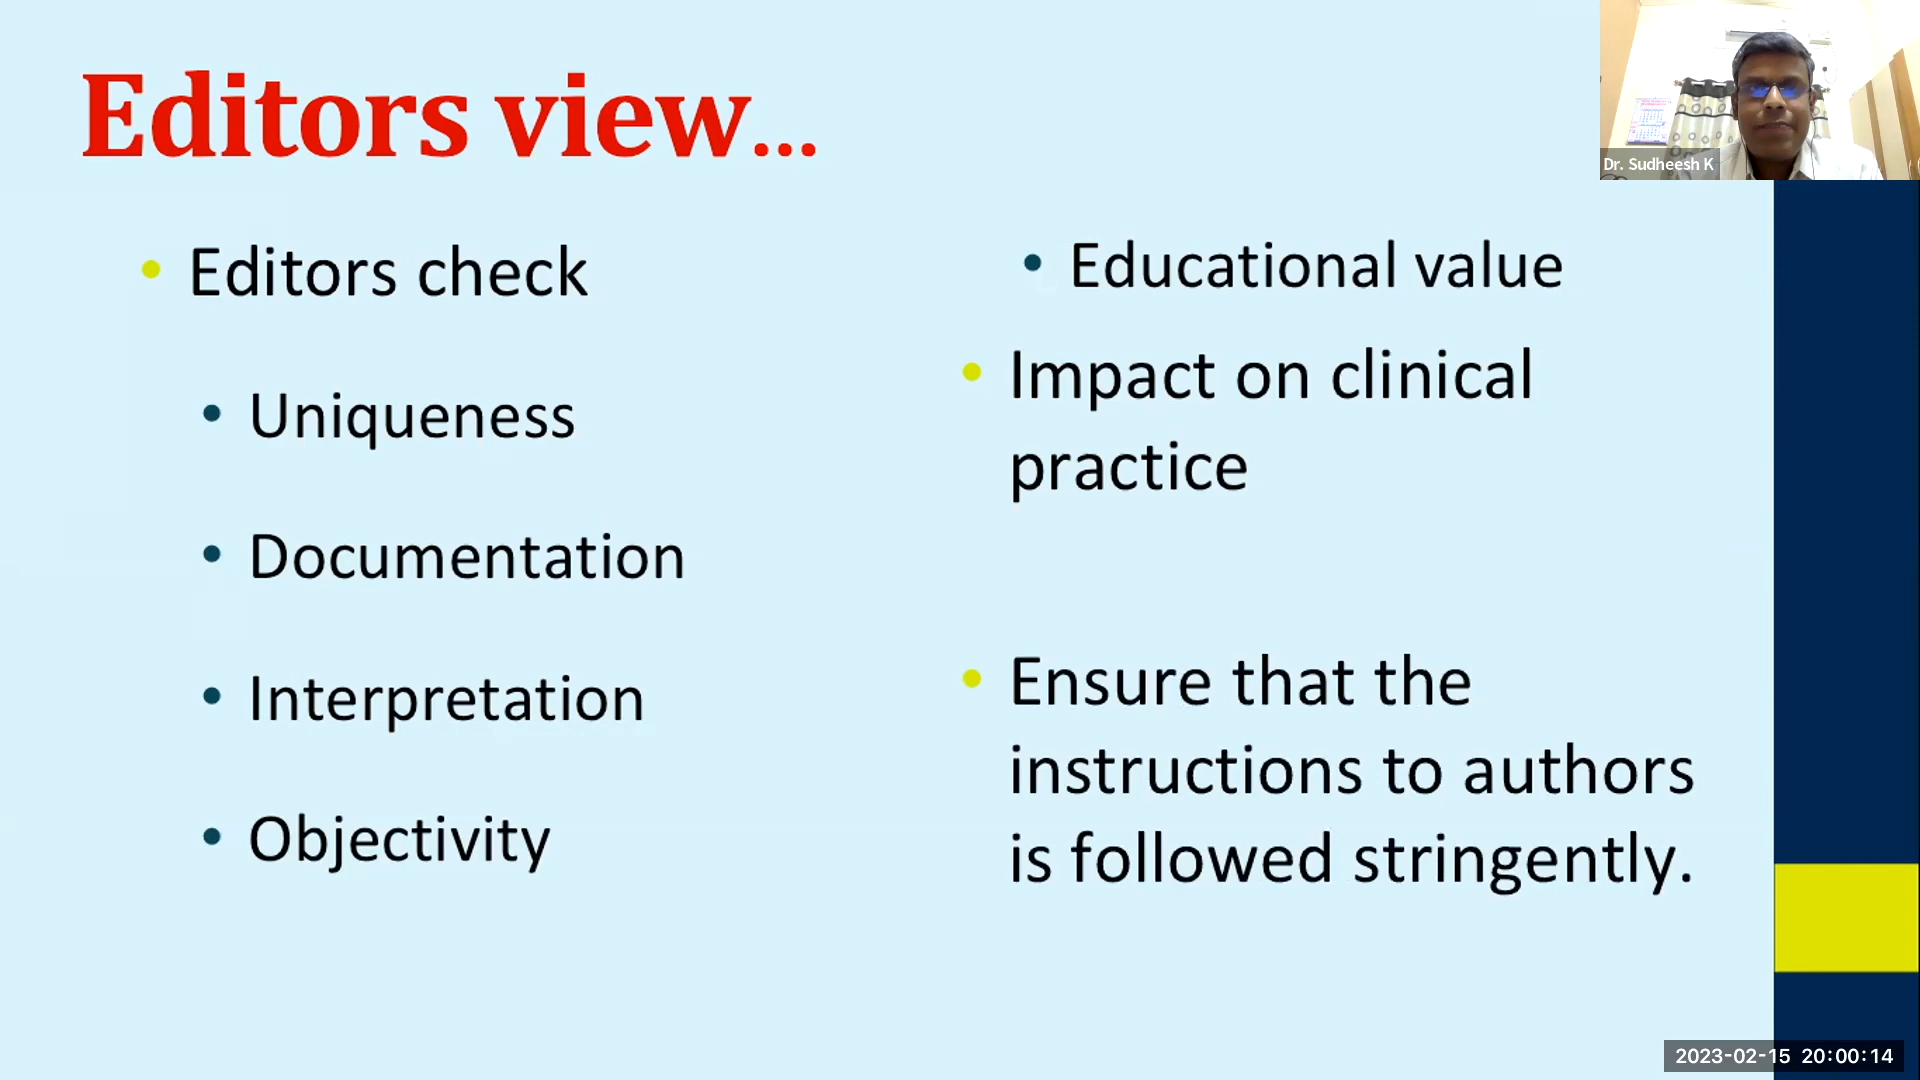 Editors view...
• Editors check
• Uniqueness
• Documentation
• Interpretation
• Objectivity
• Educational value
• Impact on clinical
practice
• Ensure that the
instructions to authors
is followed stringently.
Dr. Sudheesh K
2023-02-15 20:00:14